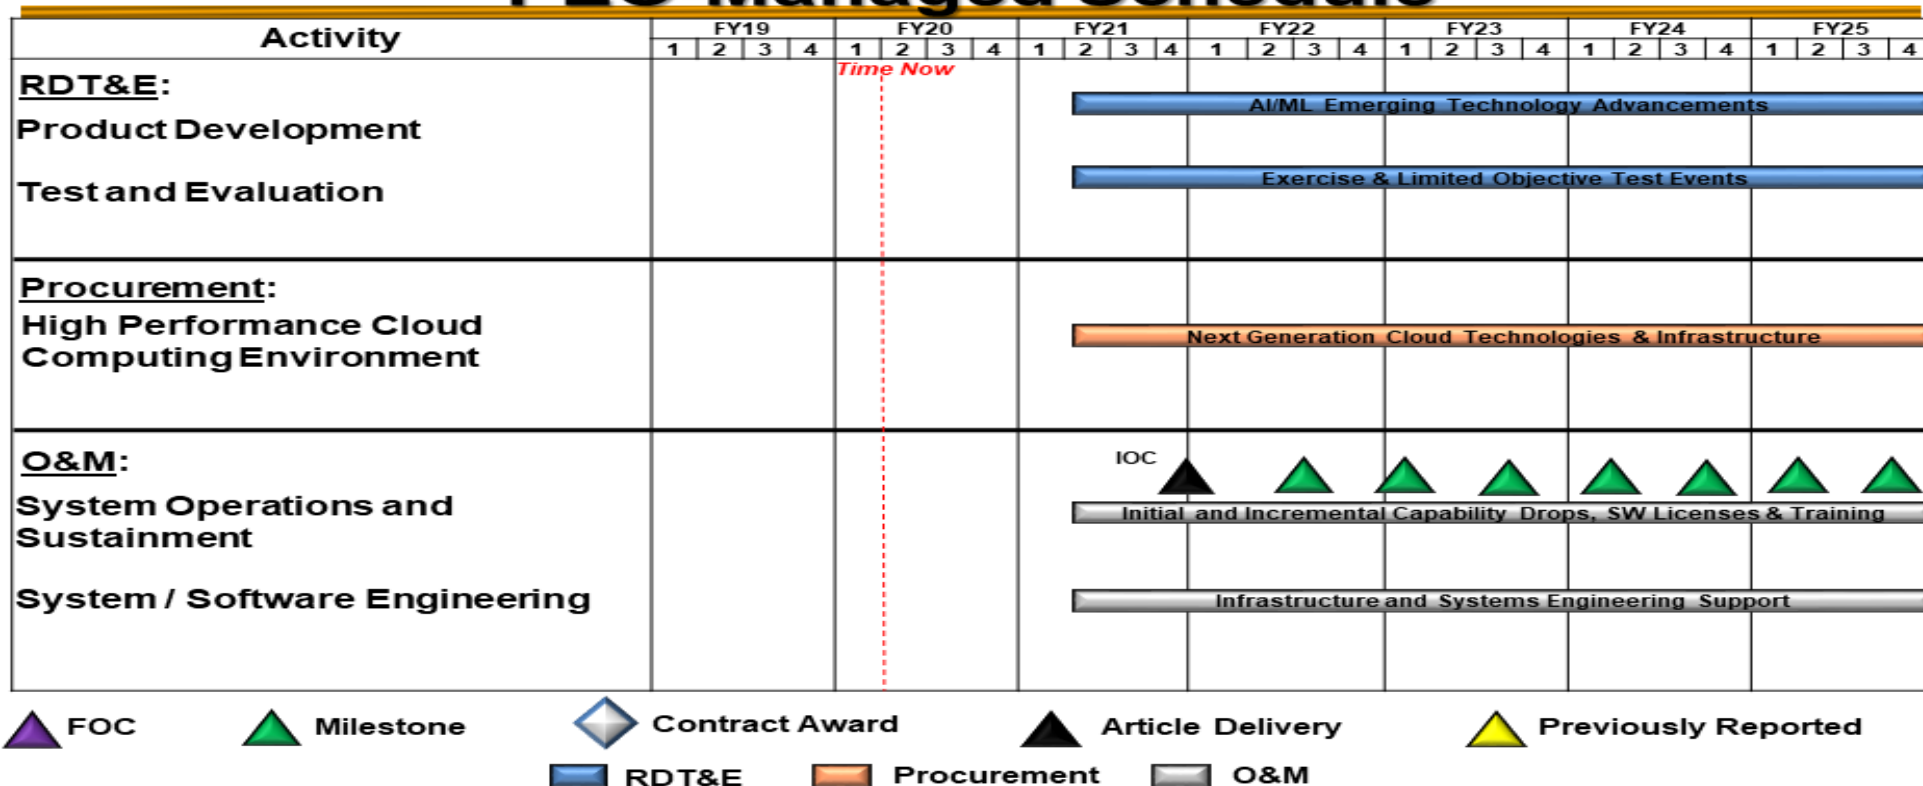 PEO Managed Schedule
Activity
FY19 FY20 FY21 FY22 FY23 FY24 FY25
1 2 3 4 1 2 3 4 1 2 3 4 1 2 3 4 1 2 3 4 1 2 3 4 1 2 3 4
Time Now
RDT&E:
AI/ML Emerging Technology Advancements
Product Development
Exercise & Limited Objective Test Events
Test and Evaluation
Procurement:
High Performance Cloud
Computing Environment
Next Generation Cloud Technologies & Infrastructure
O&M:
IOC
System Operations and
Sustainment
Initial and Incremental Capability Drops, SW Licenses & Training
System / Software Engineering
Infrastructure and Systems Engineering Support
FOC Milestone Contract Award Article Delivery Previously Reported
RDT&E Procurement O&M